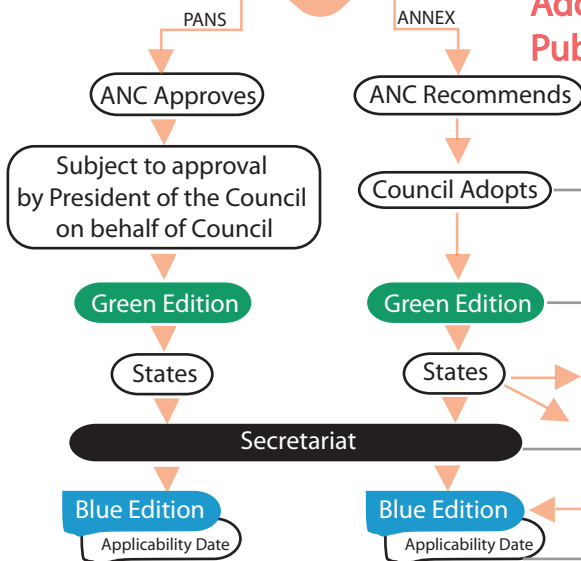 PANS
ANNEX
ANC Approves
ANC Recommends
Subject to approval
by President of the Council
on behalf of Council
Council Adopts
Green Edition
Green Edition
States
States
Secretariat
Blue Edition
Applicability Date
Blue Edition
Applicability Date